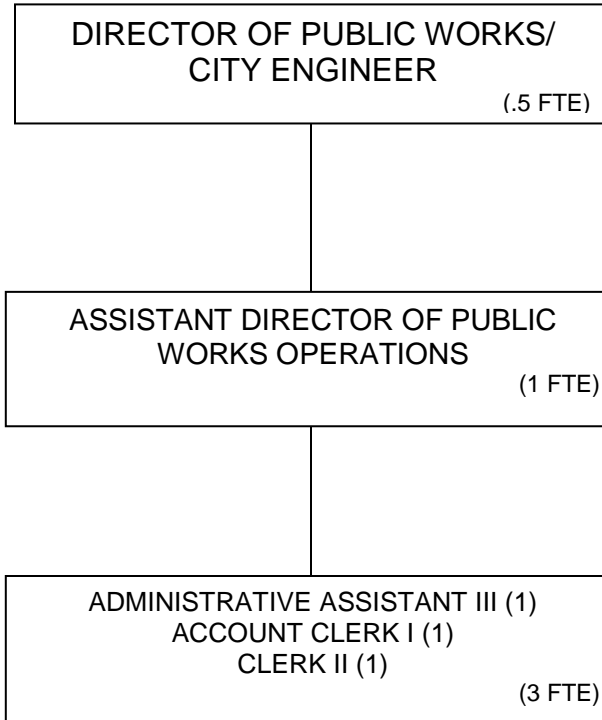 DIRECTOR OF PUBLIC WORKS/
CITY ENGINEER
(.5 FTE)
ASSISTANT DIRECTOR OF PUBLIC
WORKS OPERATIONS
(1 FTE)
ADMINISTRATIVE ASSISTANT III (1)
ACCOUNT CLERK I (1)
CLERK II (1)
(3 FTE)